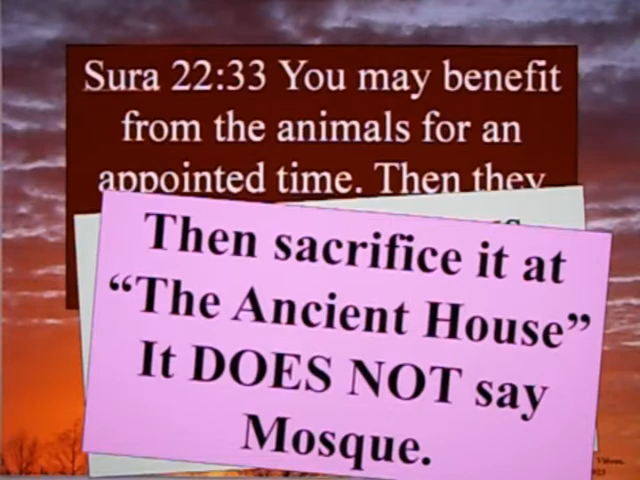 Sura 22:33 You may benefit
from the animals for an
appointed time. Then they
Then sacrifice it at
“The Ancient House”
It DOES NOT say
Mosque.